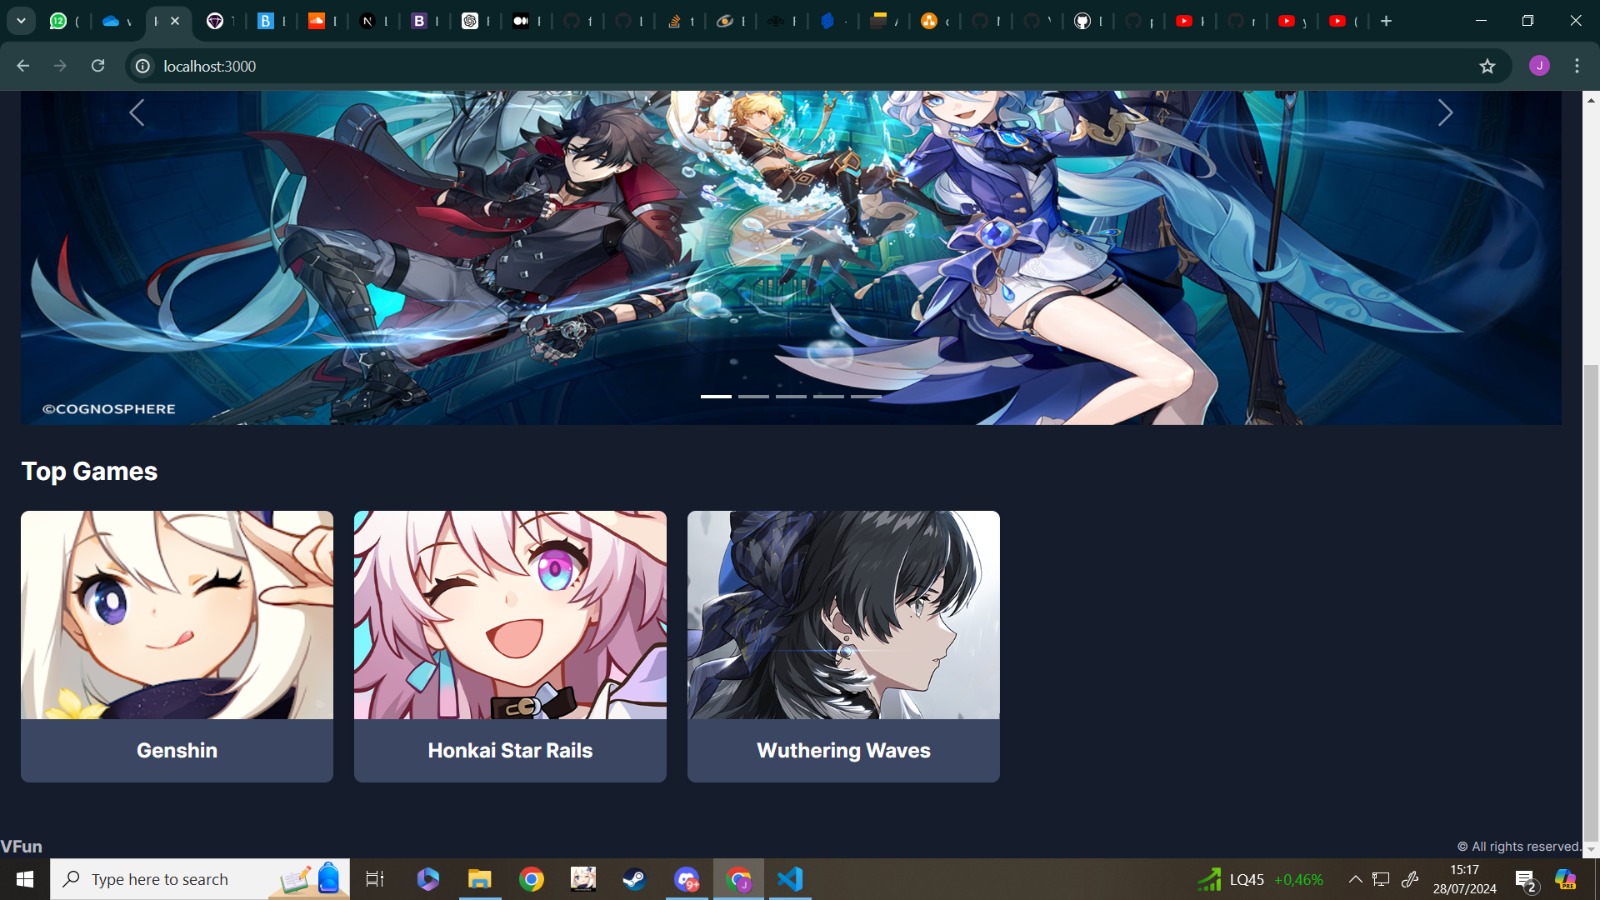 localhost:3000
J
©COGNOSPHERE
Top Games
Genshin
Honkai Star Rails
Wuthering Waves
VFun
© All rights reserved.
Type here to search
LQ45 +0,46%
15:17
28/07/2024
2